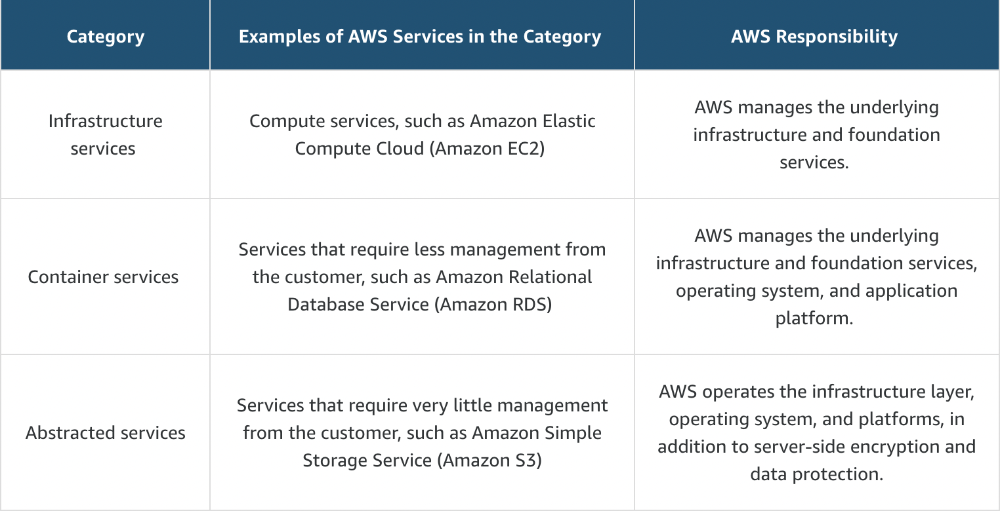 Category
Examples of AWS Services in the Category
AWS Responsibility
Infrastructure
services
Compute services, such as Amazon Elastic
Compute Cloud (Amazon EC2)
AWS manages the underlying
infrastructure and foundation
services.
Container services
Services that require less management from
the customer, such as Amazon Relational
Database Service (Amazon RDS)
AWS manages the underlying
infrastructure and foundation services,
operating system, and application
platform.
Abstracted services
Services that require very little management
from the customer, such as Amazon Simple
Storage Service (Amazon S3)
AWS operates the infrastructure layer,
operating system, and platforms, in
addition to server-side encryption and
data protection.